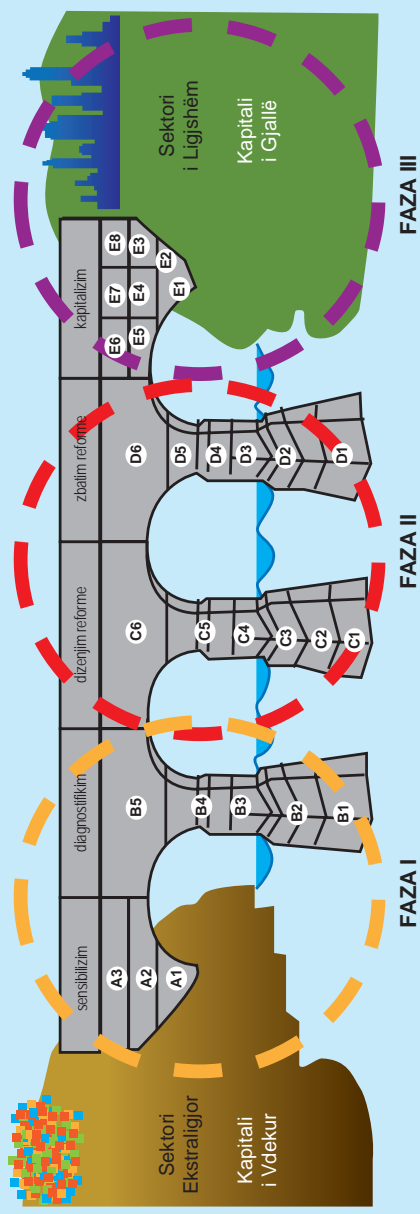 sensibilizim
diagnostifikim
dizenjim reforme
zbatim reforme
kapitalizim
A3
A2
A1
B5
B4
B3
B2
B1
C6
C5
C4
C3
C2
C1
D6
D5
D4
D3
D2
D1
E6
E7
E8
E5
E4
E3
E2
E1
Sektori
Ekstraligjor
Kapitali
i Vdekur
Sektori
i Ligjshëm
Kapitali
i Gjallë
FAZA I
FAZA II
FAZA III